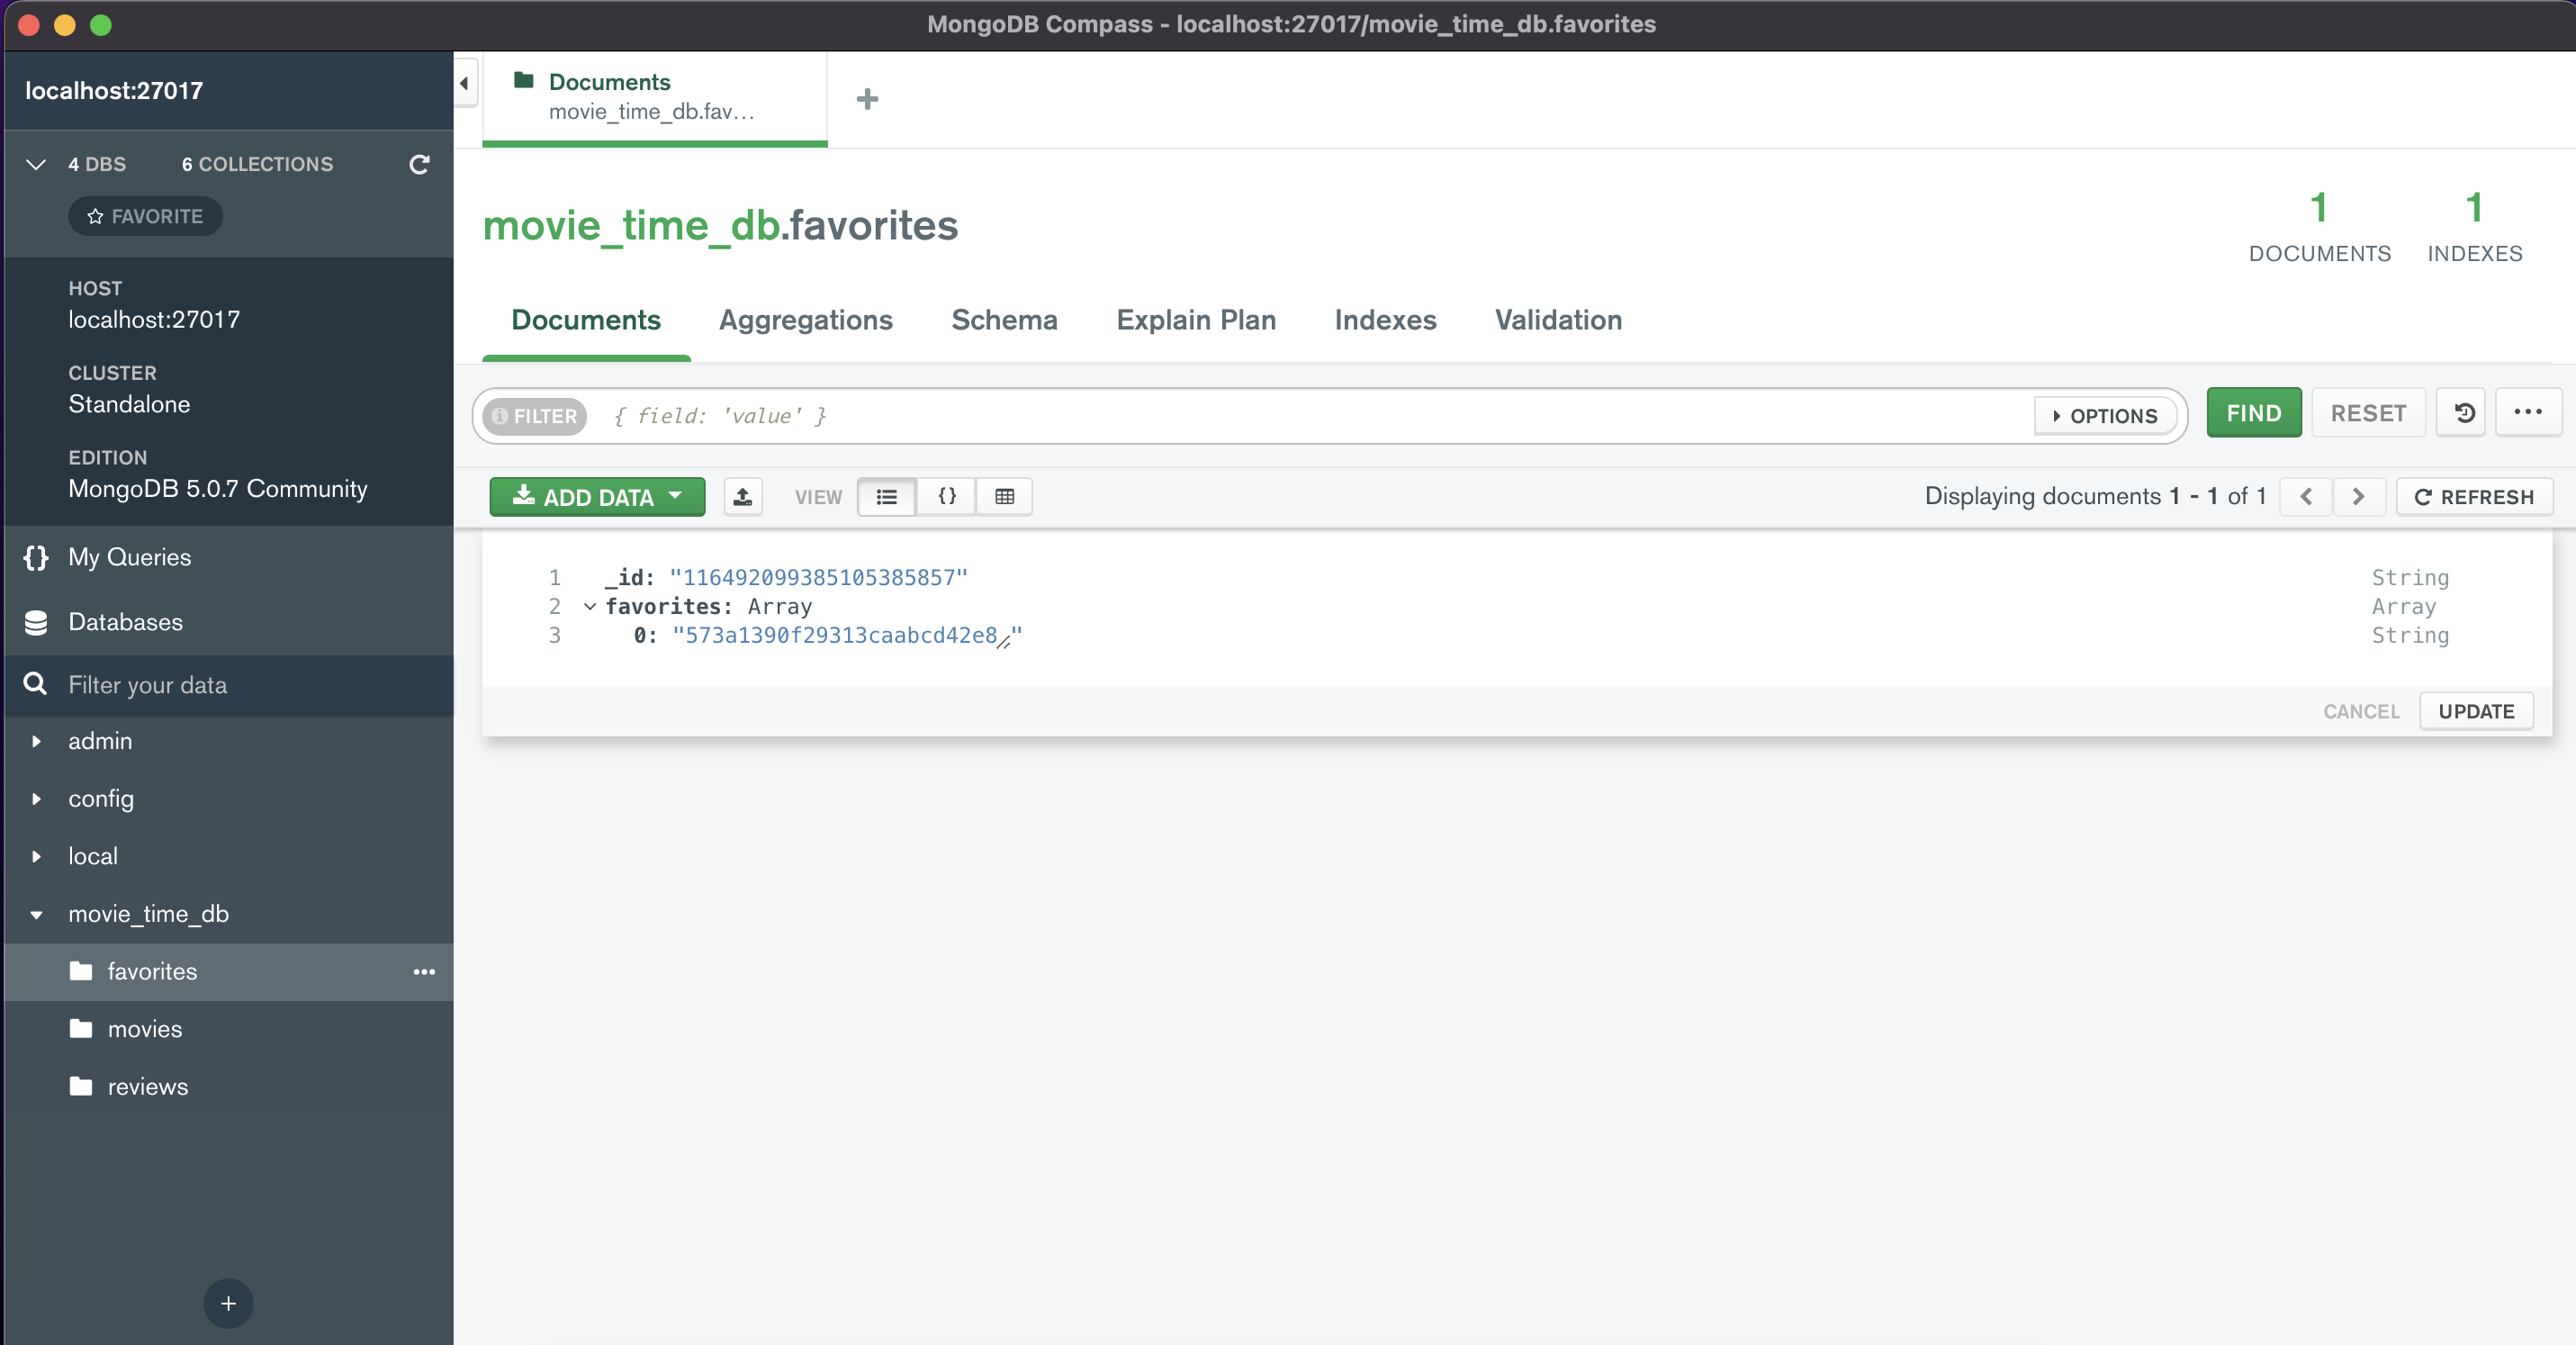 MongoDB Compass - localhost:27017/movie_time_db.favorites
localhost:27017
4 DBS 6 COLLECTIONS
FAVORITE
HOST
localhost:27017
CLUSTER
Standalone
EDITION
MongoDB 5.0.7 Community
My Queries
Databases
Filter your data
admin
config
local
movie_time_db
favorites
movies
reviews
Documents
movie_time_db.fav...
movie_time_db.favorites
1 DOCUMENTS
1 INDEXES
Documents Aggregations Schema Explain Plan Indexes Validation
FILTER { field: 'value' } OPTIONS FIND RESET
ADD DATA VIEW {} Displaying documents 1 - 1 of 1 REFRESH
1 _id: "116492099385105385857" String
2 favorites: Array Array
3 0: "573a1390f29313caabcd42e8" String
CANCEL UPDATE